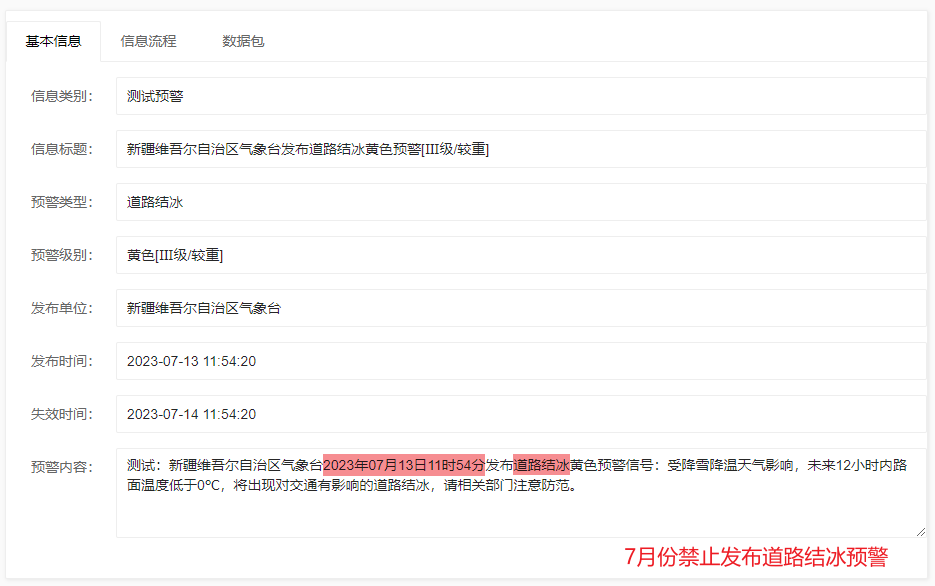 基本信息 信息流程 数据包
信息类别： 测试预警
信息标题： 新疆维吾尔自治区气象台发布道路结冰黄色预警[III级/较重]
预警类型： 道路结冰
预警级别： 黄色[III级/较重]
发布单位： 新疆维吾尔自治区气象台
发布时间： 2023-07-13 11:54:20
失效时间： 2023-07-14 11:54:20
预警内容： 测试：新疆维吾尔自治区气象台2023年07月13日11时54分发布道路结冰黄色预警信号：受降雪降温天气影响，未来12小时内路
面温度低于0℃，将出现对交通有影响的道路结冰，请相关部门注意防范。
7月份禁止发布道路结冰预警